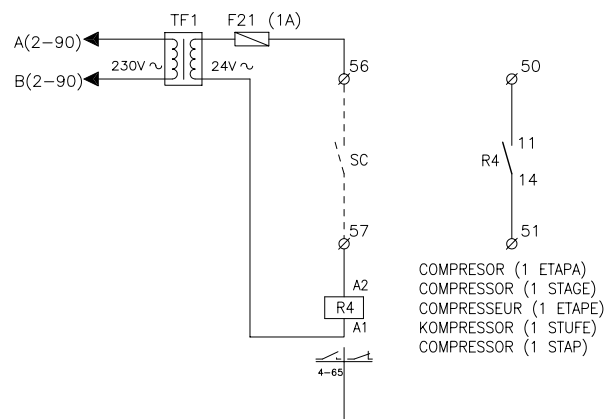 TF1
F21 (1A)
A(2-90)
B(2-90)
230V ~
24V ~
56
50
SC
R4
11
14
57
51
A2
R4
A1
4-65
COMPRESOR (1 ETAPA)
COMPRESSOR (1 STAGE)
COMPRESSEUR (1 ETAPE)
KOMPRESSOR (1 STUFE)
COMPRESSOR (1 STAP)